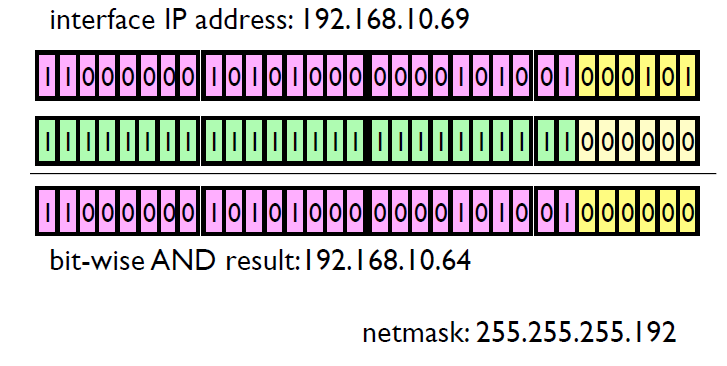 interface IP address: 192.168.10.69
11000000 10101000 00001010 01000101
11111111 11111111 11111111 11000000
11000000 10101000 00001010 01000000
bit-wise AND result:192.168.10.64
netmask: 255.255.255.192